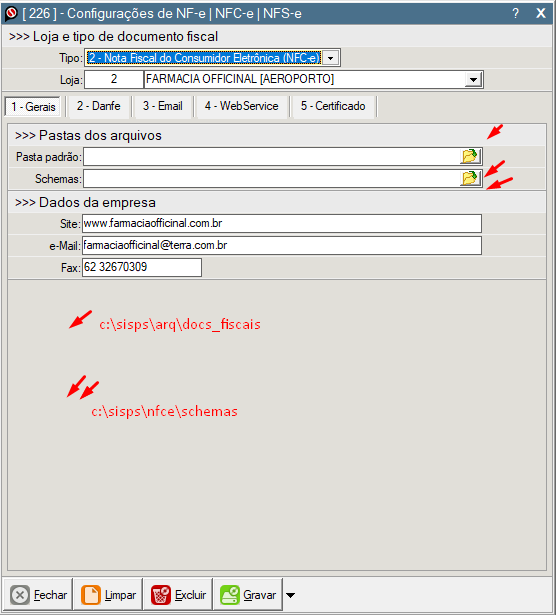 [ 226 ] - Configurações de NF-e | NFC-e | NFS-e ? X
>>> Loja e tipo de documento fiscal
Tipo: 2 - Nota Fiscal do Consumidor Eletrônica (NFC-e)
Loja: 2 FARMACIA OFFICINAL [AEROPORTO]
1 - Gerais 2 - Danfe 3 - Email 4 - WebService 5 - Certificado
>>> Pastas dos arquivos
Pasta padrão:
Schemas:
>>> Dados da empresa
Site: www.farmaciaofficinal.com.br
e-Mail: farmaciaofficinal@terra.com.br
Fax: 62 32670309
c:\sisps\arq\docs_fiscais
c:\sisps\nfce\schemas
Fechar Limpar Excluir Gravar